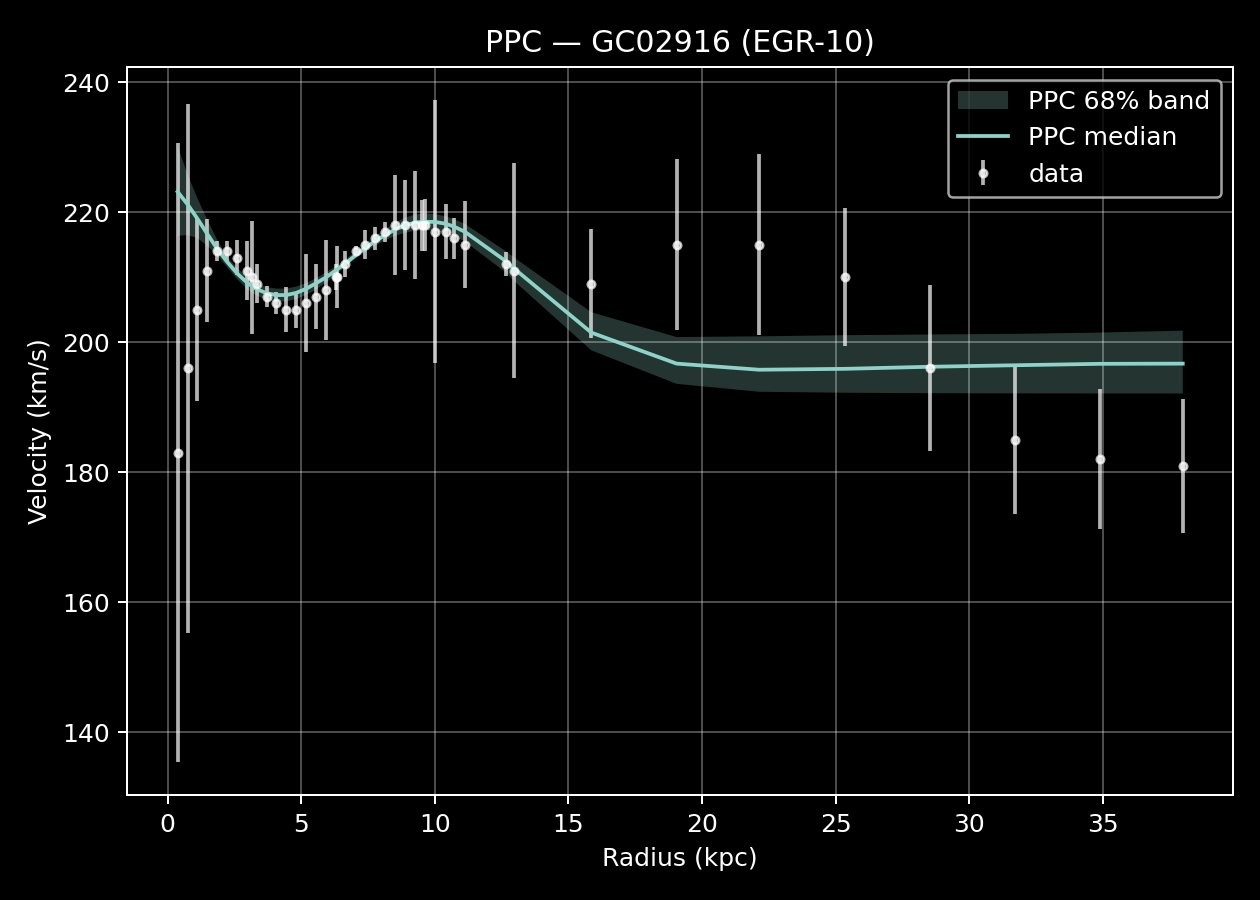 PPC — GC02916 (EGR-10)
PPC 68% band
PPC median
data
Velocity (km/s)
240
220
200
180
160
140
0 5 10 15 20 25 30 35
Radius (kpc)